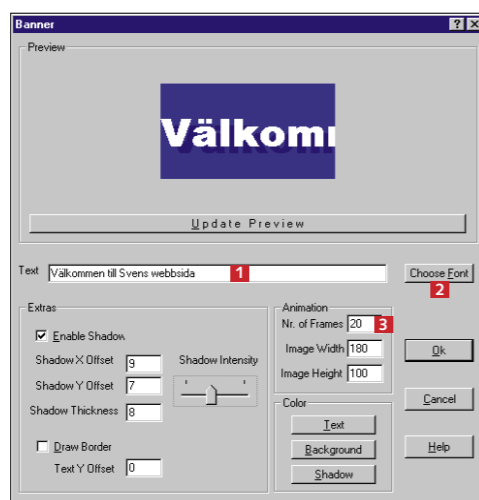 Banner
Preview
Välkomm
Update Preview
Text Välkommen till Svens webbsida 1
Choose Font
2
Extras
Enable Shadow
Shadow X Offset 9
Shadow Y Offset 7
Shadow Thickness 8
Shadow Intensity
Draw Border
Text Y Offset 0
Animation
Nr. of Frames 20 3
Image Width 180
Image Height 100
Color
Text
Background
Shadow
Ok
Cancel
Help